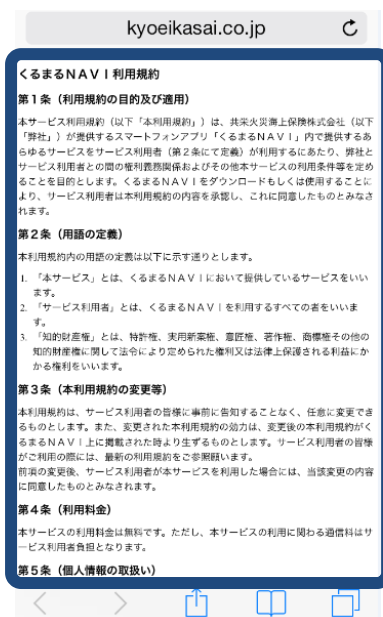 kyoeikasai.co.jp
くるまるNAVI利用規約
第1条（利用規約の目的及び適用）
本サービス利用規約（以下「本利用規約」）は、共栄火災海上保険株式会社（以下
「弊社」）が提供するスマートフォンアプリ「くるまるNAVI」内で提供するあ
らゆるサービスをサービス利用者（第2条にて定義）が利用するにあたり、弊社と
サービス利用者との間の権利義務関係およびその他本サービスの利用条件等を定め
ることを目的とします。くるまるNAVIをダウンロードもしくは使用することに
より、サービス利用者は本利用規約の内容を承認し、これに同意したものとみなさ
れます。
第2条（用語の定義）
本利用規約内の用語の定義は以下に示す通りとします。
1. 「本サービス」とは、くるまるNAVIにおいて提供しているサービスをいい
ます。
2. 「サービス利用者」とは、くるまるNAVIを利用するすべての者をいいま
す。
3. 「知的財産権」とは、特許権、実用新案権、意匠権、著作権、商標権その他の
知的財産権に関して法令により定められた権利又は法律上保護される利益にか
かる権利をいいます。
第3条（本利用規約の変更等）
本利用規約は、サービス利用者の皆様に事前に告知することなく、任意に変更でき
るものとします。また、変更された本利用規約の効力は、変更後の本利用規約がく
るまるNAVI上に掲載された時より生ずるものとします。サービス利用者の皆様
がご利用の際には、最新の利用規約をご参照願います。
前項の変更後、サービス利用者が本サービスを利用した場合には、当該変更の内容
に同意したものとみなされます。
第4条（利用料金）
本サービスの利用料金は無料です。ただし、本サービスの利用に関わる通信料はサ
ービス利用者負担となります。
第5条（個人情報の取扱い）